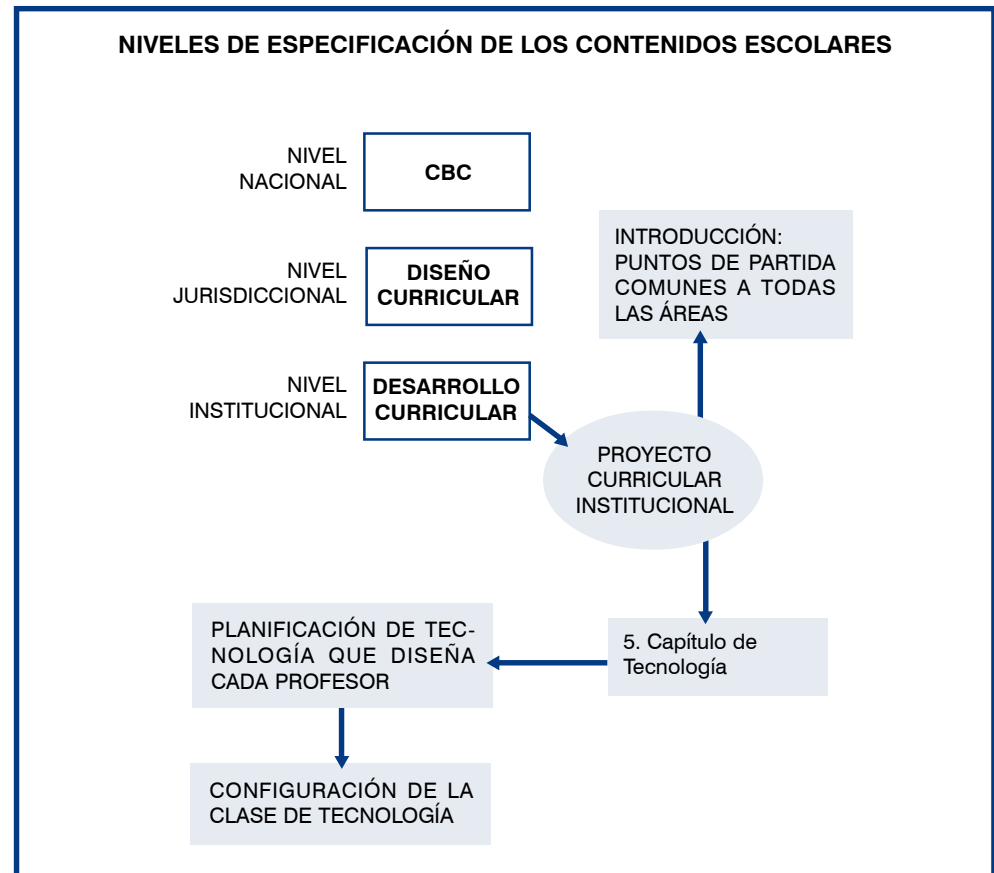 NIVELES DE ESPECIFICACIÓN DE LOS CONTENIDOS ESCOLARES
NIVEL
NACIONAL
CBC
NIVEL
JURISDICCIONAL
DISEÑO
CURRICULAR
INTRODUCCIÓN:
PUNTOS DE PARTIDA
COMUNES A TODAS
LAS ÁREAS
NIVEL
INSTITUCIONAL
DESARROLLO
CURRICULAR
PROYECTO
CURRICULAR
INSTITUCIONAL
5. Capítulo de
Tecnología
PLANIFICACIÓN DE TEC-
NOLOGÍA QUE DISEÑA
CADA PROFESOR
CONFIGURACIÓN DE LA
CLASE DE TECNOLOGÍA